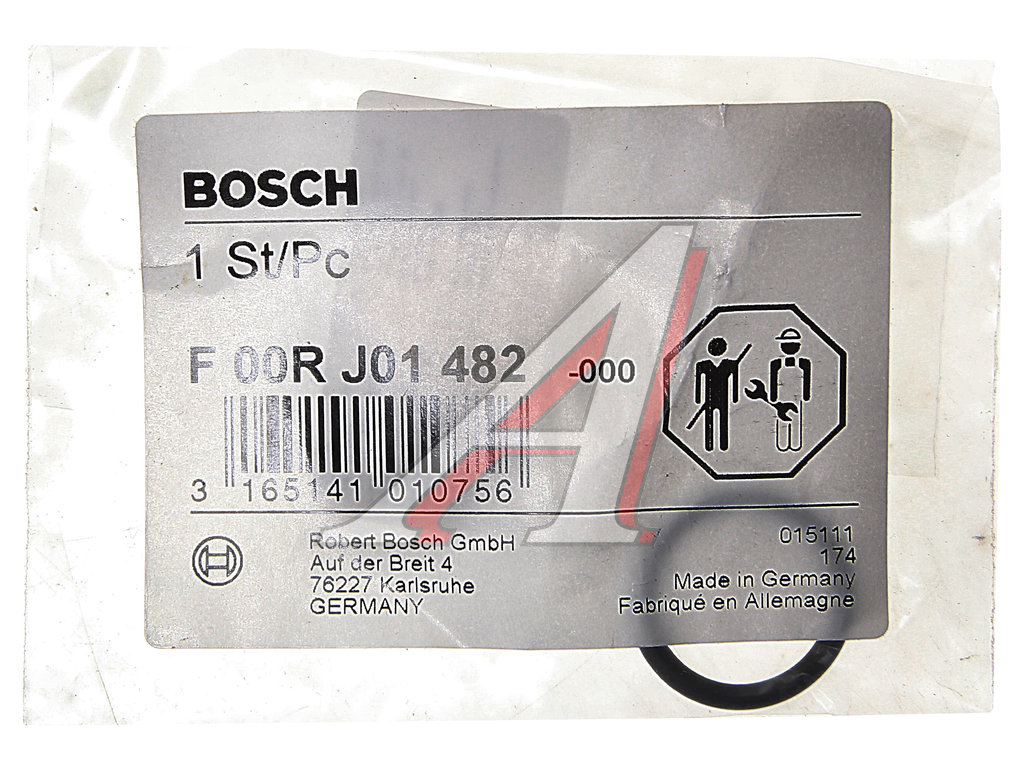 BOSCH
1 St/Pc
F 00R J01 482 -000
3 165141 010756
Robert Bosch GmbH
Auf der Breit 4
76227 Karlsruhe
GERMANY
015111
174
Made in Germany
Fabriqué en Allemagne